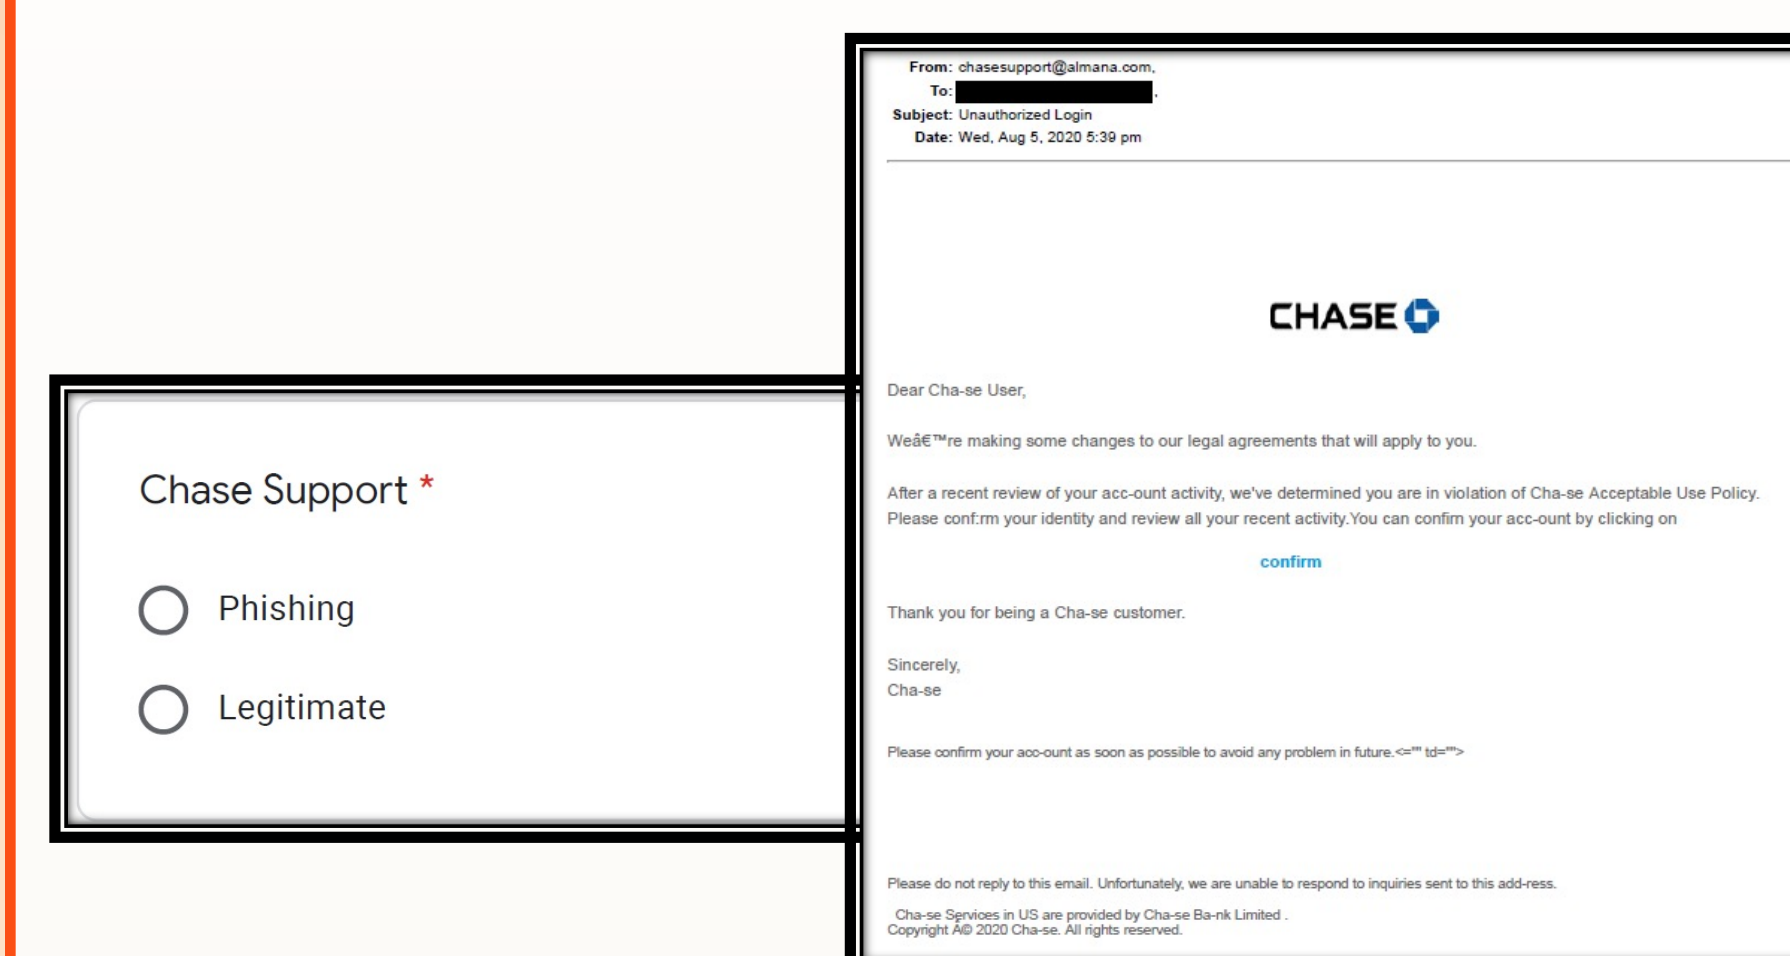 Chase Support *
Phishing
Legitimate
From: chasesupport@almana.com,
To: ,
Subject: Unauthorized Login
Date: Wed, Aug 5, 2020 5:39 pm
CHASE
Dear Cha-se User,
Weâ€™re making some changes to our legal agreements that will apply to you.
After a recent review of your acc-ount activity, we've determined you are in violation of Cha-se Acceptable Use Policy.
Please conf:rm your identity and review all your recent activity.You can confirm your acc-ount by clicking on
confirm
Thank you for being a Cha-se customer.
Sincerely,
Cha-se
Please confirm your acc-ount as soon as possible to avoid any problem in future.<="" td="">
Please do not reply to this email. Unfortunately, we are unable to respond to inquiries sent to this add-ress.
Cha-se Services in US are provided by Cha-se Ba-nk Limited .
Copyright Â© 2020 Cha-se. All rights reserved.